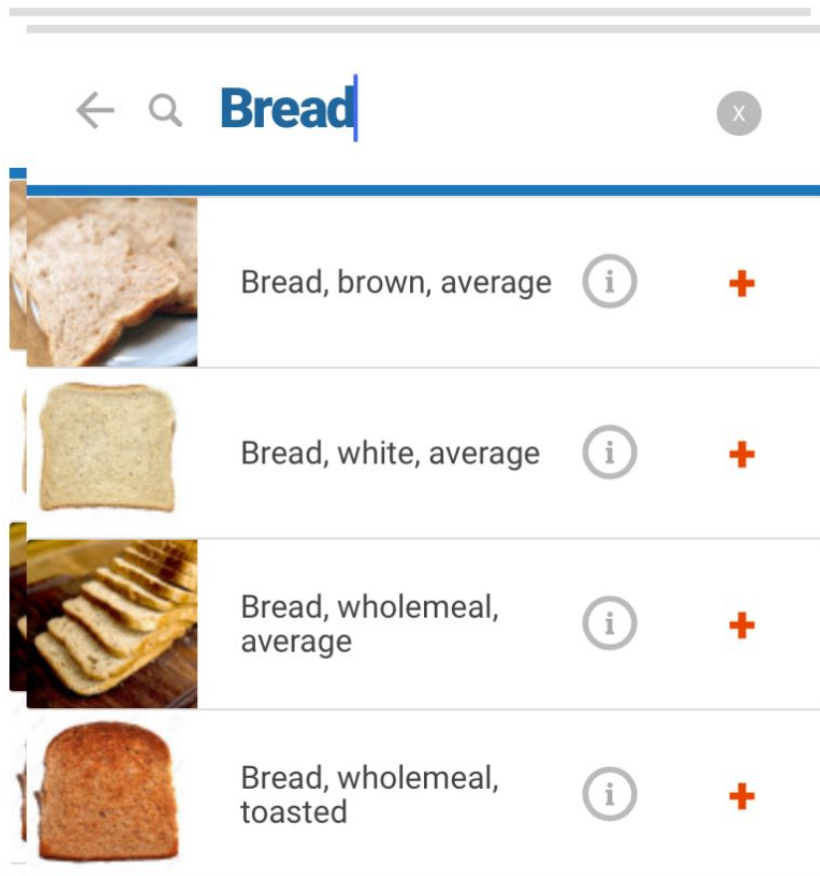 Bread
X
Bread, brown, average
i
+
Bread, white, average
i
+
Bread, wholemeal,
average
i
+
Bread, wholemeal,
toasted
i
+